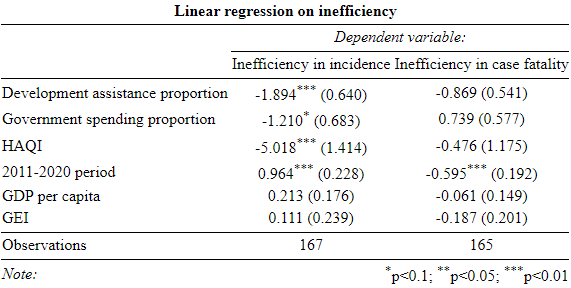 Linear regression on inefficiency
Dependent variable:
Inefficiency in incidence Inefficiency in case fatality
Development assistance proportion -1.894*** (0.640) -0.869 (0.541)
Government spending proportion -1.210* (0.683) 0.739 (0.577)
HAQI -5.018*** (1.414) -0.476 (1.175)
2011-2020 period 0.964*** (0.228) -0.595*** (0.192)
GDP per capita 0.213 (0.176) -0.061 (0.149)
GEI 0.111 (0.239) -0.187 (0.201)
Observations 167 165
Note: *p<0.1; **p<0.05; ***p<0.01